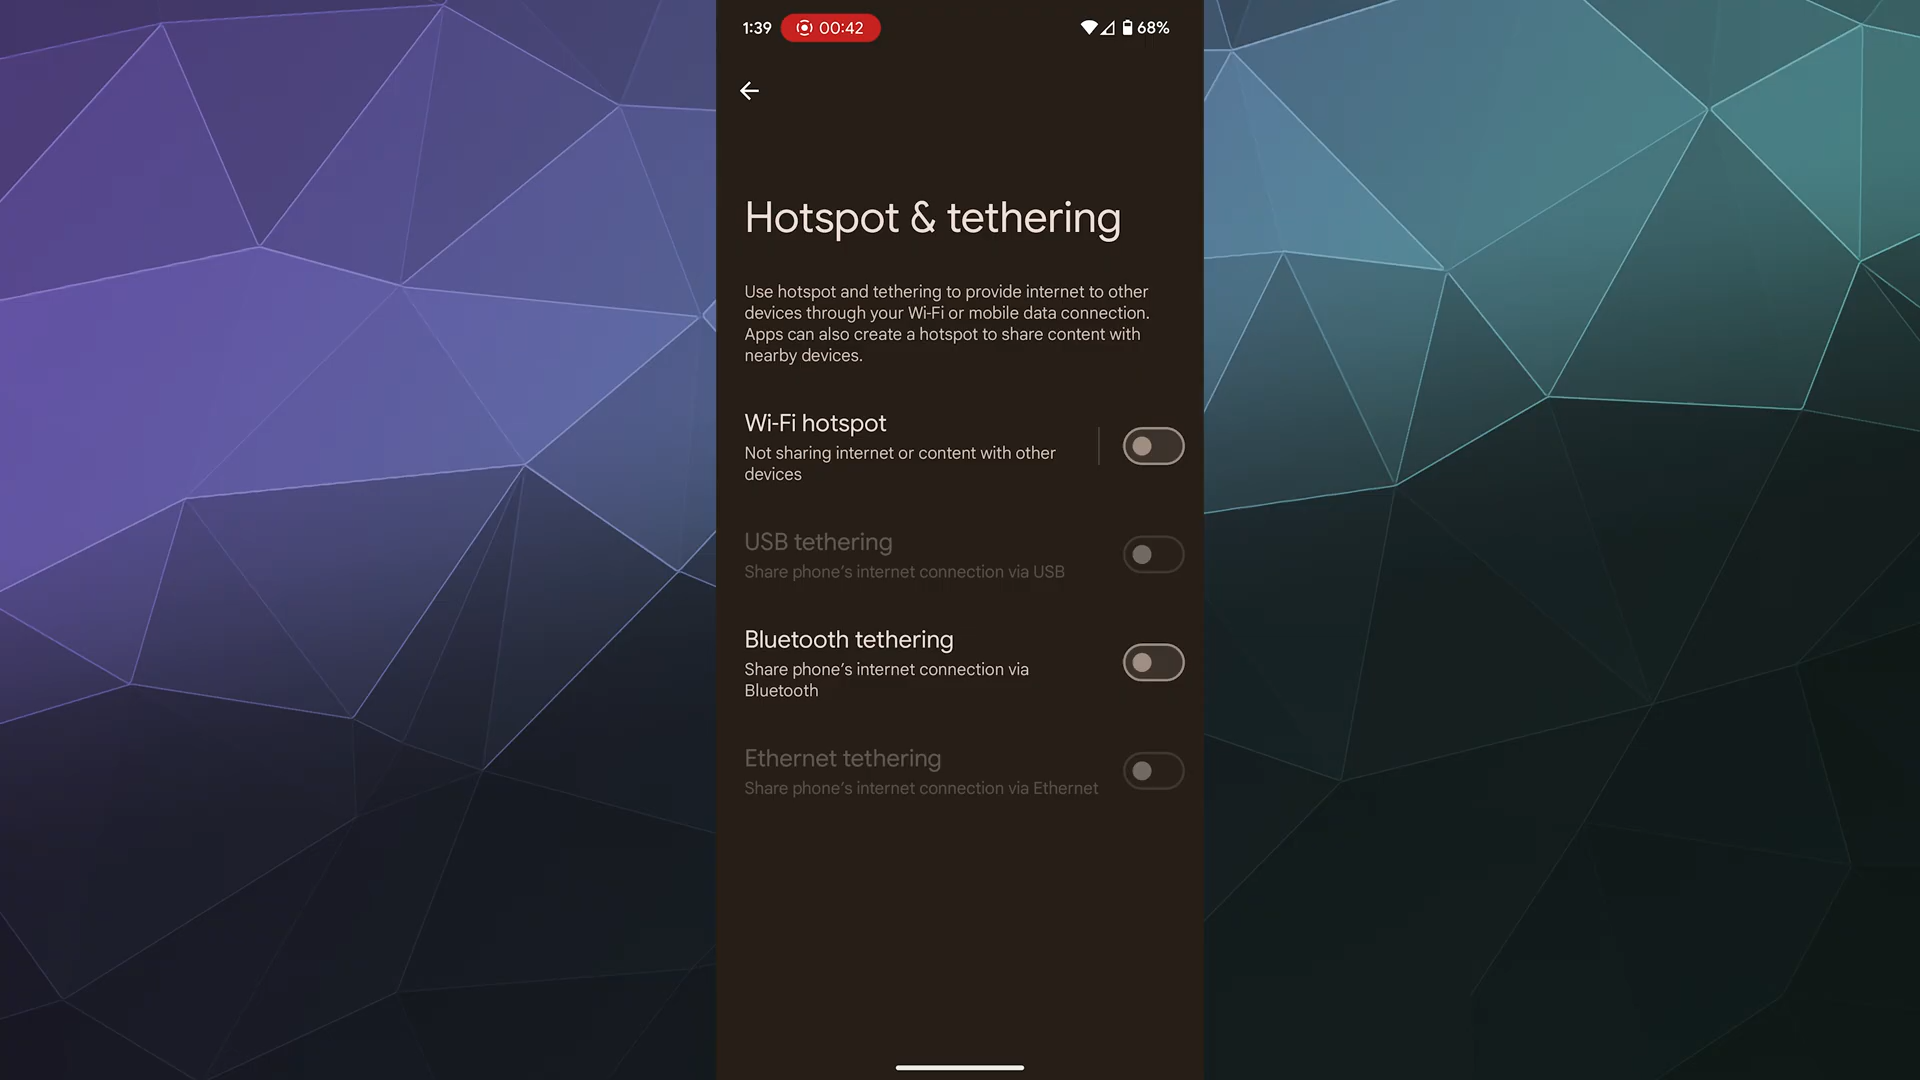 1:39 00:42 68%
Hotspot & tethering
Use hotspot and tethering to provide internet to other
devices through your Wi-Fi or mobile data connection.
Apps can also create a hotspot to share content with
nearby devices.
Wi-Fi hotspot
Not sharing internet or content with other
devices
USB tethering
Share phone’s internet connection via USB
Bluetooth tethering
Share phone’s internet connection via
Bluetooth
Ethernet tethering
Share phone’s internet connection via Ethernet